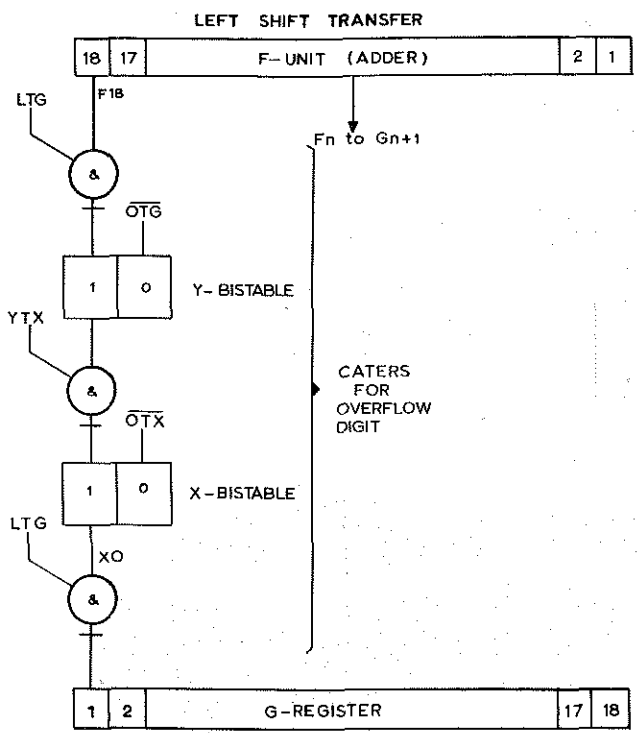 LEFT SHIFT TRANSFER
18 17 F-UNIT (ADDER) 2 1
F18
LTG
Fn to Gn+1
&
OTG
1 0 Y-BISTABLE
YTX
&
CATERS
FOR
OVERFLOW
DIGIT
OTX
1 0 X-BISTABLE
LTG
XO
&
1 2 G-REGISTER 17 18